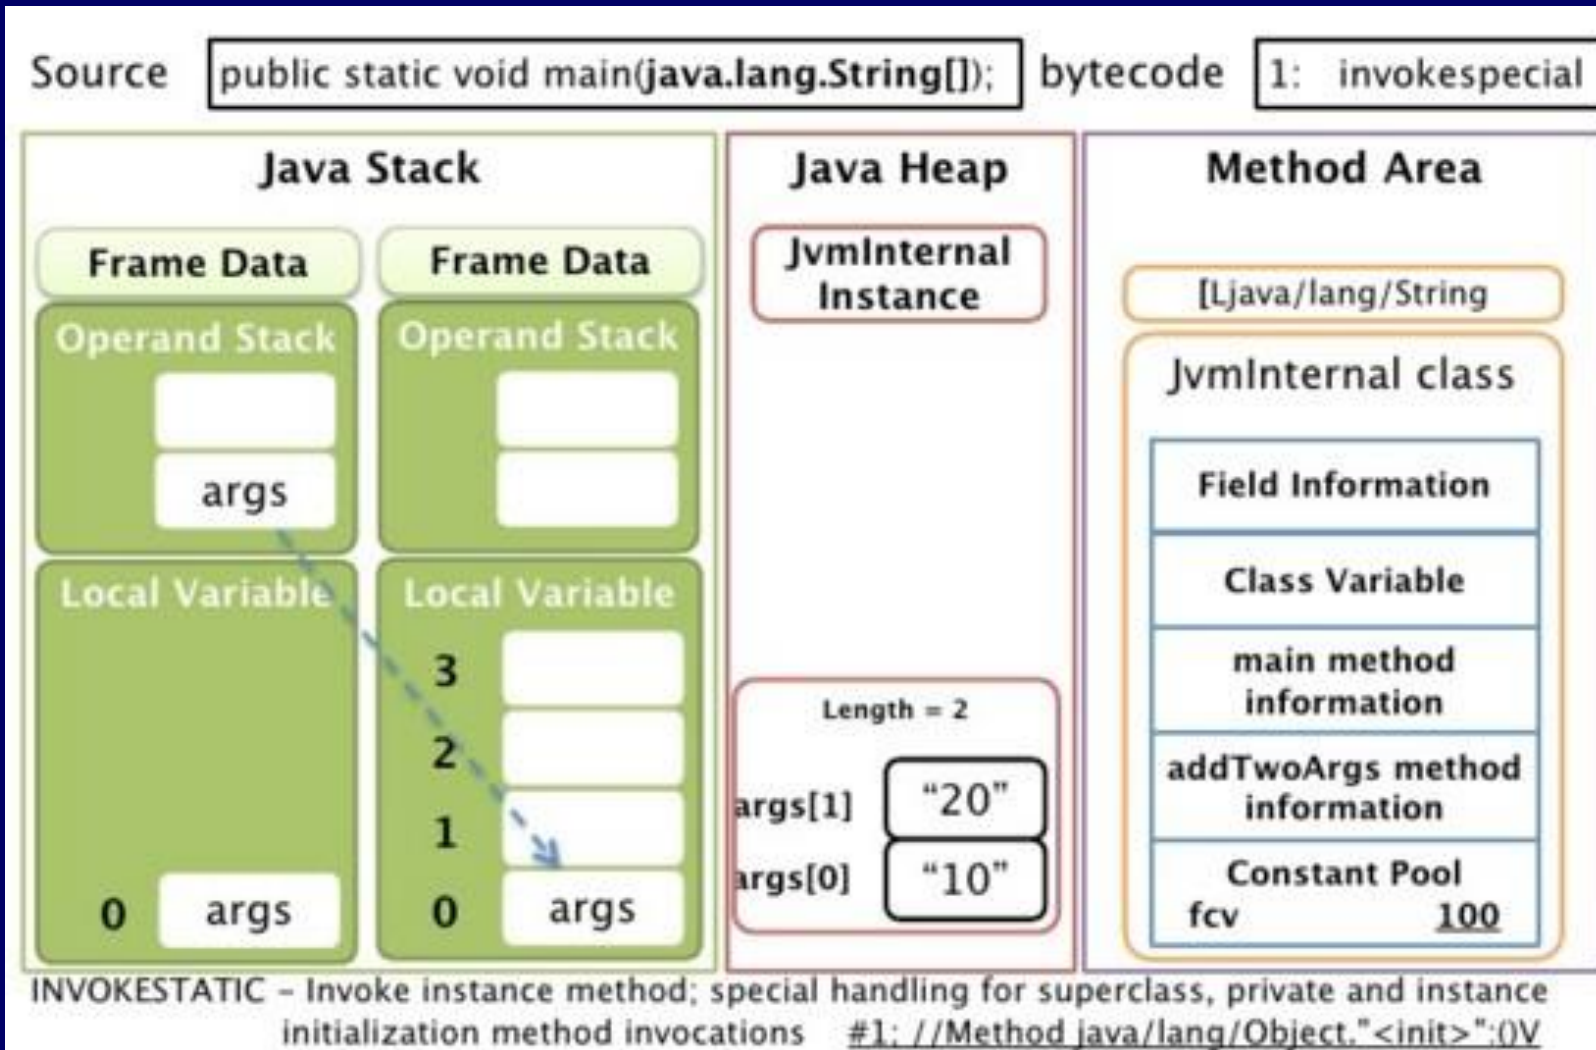 Source public static void main(java.lang.String[]); bytecode 1: invokespecial
Java Stack
Frame Data
Operand Stack
args
Local Variable
0 args
Frame Data
Operand Stack
Local Variable
3
2
1
0 args
Java Heap
JvmInternal
Instance
Length = 2
args[1] “20”
args[0] “10”
Method Area
[Ljava/lang/String
JvmInternal class
Field Information
Class Variable
main method
information
addTwoArgs method
information
Constant Pool
fcv 100
INVOKESTATIC – Invoke instance method; special handling for superclass, private and instance
initialization method invocations #1; //Method java/lang/Object."<init>":()V